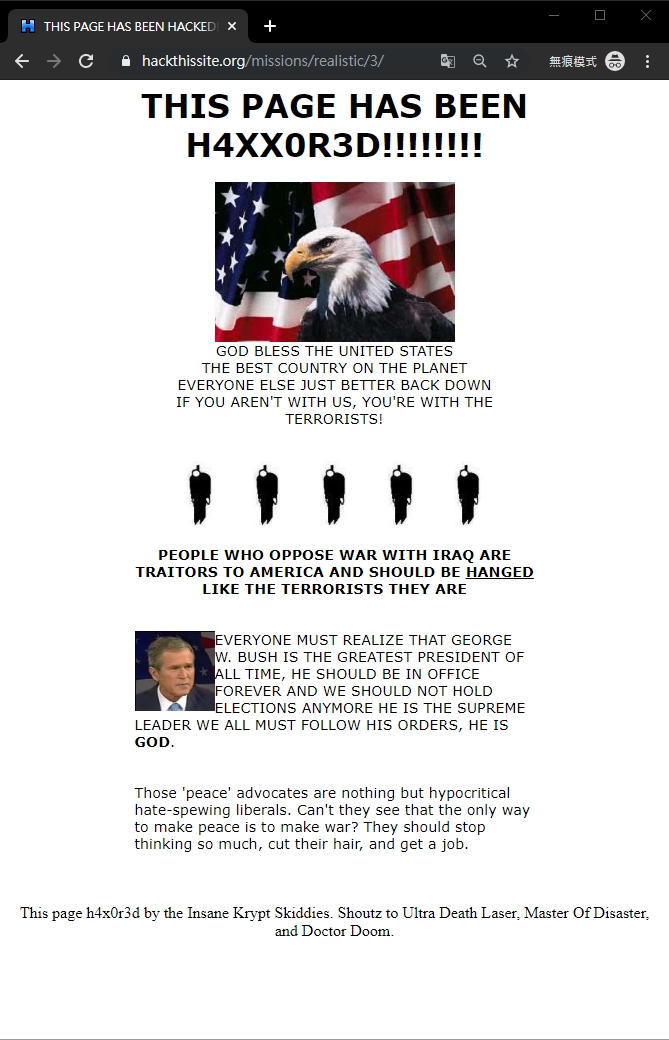 THIS PAGE HAS BEEN HACKED!
hackthissite.org/missions/realistic/3/
無痕模式
THIS PAGE HAS BEEN
H4XX0R3D!!!!!!!!
GOD BLESS THE UNITED STATES
THE BEST COUNTRY ON THE PLANET
EVERYONE ELSE JUST BETTER BACK DOWN
IF YOU AREN'T WITH US, YOU'RE WITH THE
TERRORISTS!
PEOPLE WHO OPPOSE WAR WITH IRAQ ARE
TRAITORS TO AMERICA AND SHOULD BE HANGED
LIKE THE TERRORISTS THEY ARE
EVERYONE MUST REALIZE THAT GEORGE
W. BUSH IS THE GREATEST PRESIDENT OF
ALL TIME, HE SHOULD BE IN OFFICE
FOREVER AND WE SHOULD NOT HOLD
ELECTIONS ANYMORE HE IS THE SUPREME
LEADER WE ALL MUST FOLLOW HIS ORDERS, HE IS
GOD.
Those 'peace' advocates are nothing but hypocritical
hate-spewing liberals. Can't they see that the only way
to make peace is to make war? They should stop
thinking so much, cut their hair, and get a job.
This page h4x0r3d by the Insane Krypt Skiddies. Shoutz to Ultra Death Laser, Master Of Disaster,
and Doctor Doom.